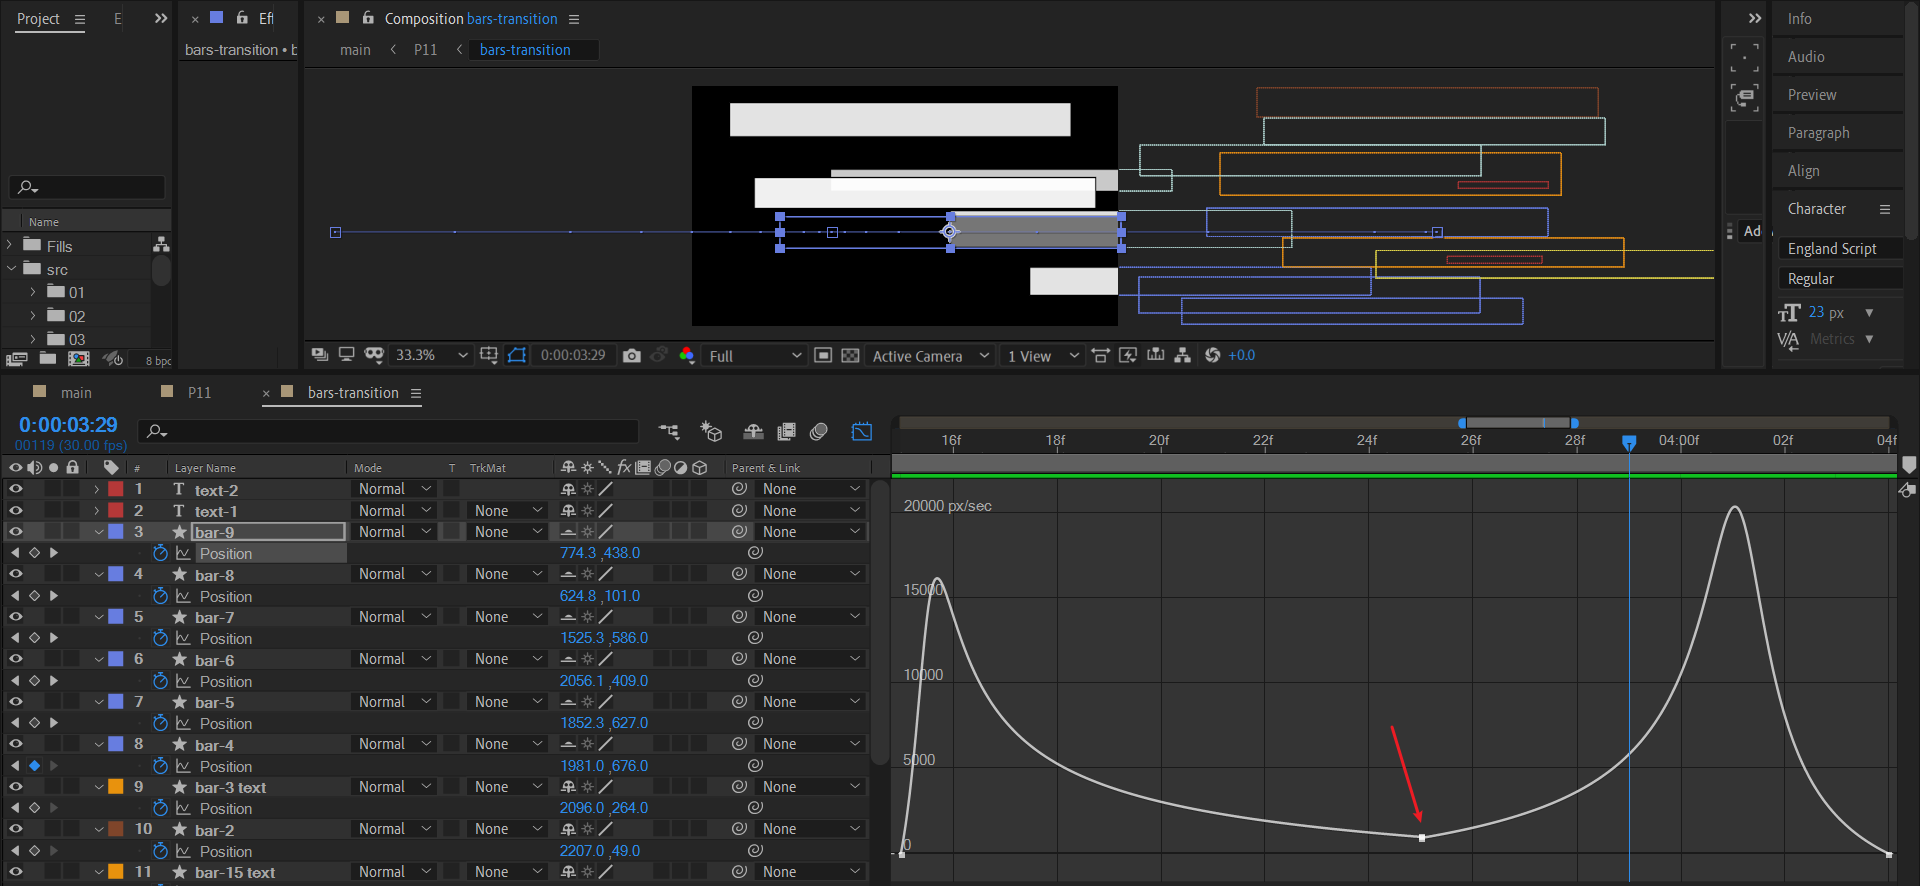 Project
E
Eff
Composition bars-transition
Info
bars-transition • b
main
P11
bars-transition
Audio
Preview
Paragraph
Align
Character
Ad
England Script
Regular
23 px
Metrics
Name
Fills
src
01
02
03
8 bpc
33.3%
0:00:03:29
Full
Active Camera
1 View
+0.0
main
P11
bars-transition
0:00:03:29
00119 (30.00 fps)
16f
18f
20f
22f
24f
26f
28f
04:00f
02f
04f
# Layer Name Mode T TrkMat fx Parent & Link
1 T text-2 Normal None
2 T text-1 Normal None None
3 bar-9 Normal None None
Position 774.3 ,438.0
4 bar-8 Normal None None
Position 624.8 ,101.0
5 bar-7 Normal None None
Position 1525.3 ,586.0
6 bar-6 Normal None None
Position 2056.1 ,409.0
7 bar-5 Normal None None
Position 1852.3 ,627.0
8 bar-4 Normal None None
Position 1981.0 ,676.0
9 bar-3 text Normal None None
Position 2096.0 ,264.0
10 bar-2 Normal None None
Position 2207.0 ,49.0
11 bar-15 text Normal None None
20000 px/sec
15000
10000
5000
0